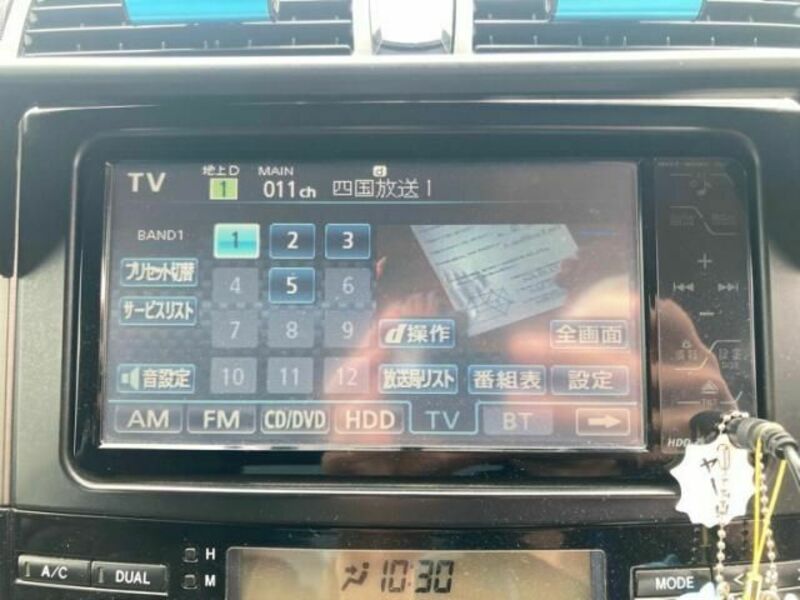 TV 地上D 1 MAIN 011ch d 四国放送1
BAND1 1 2 3
プリセット切替 4 5 6
サービスリスト 7 8 9 d操作 全画面
音設定 10 11 12 放送局リスト 番組表 設定
AM FM CD/DVD HDD TV BT
A/C DUAL H M 10:30 MODE